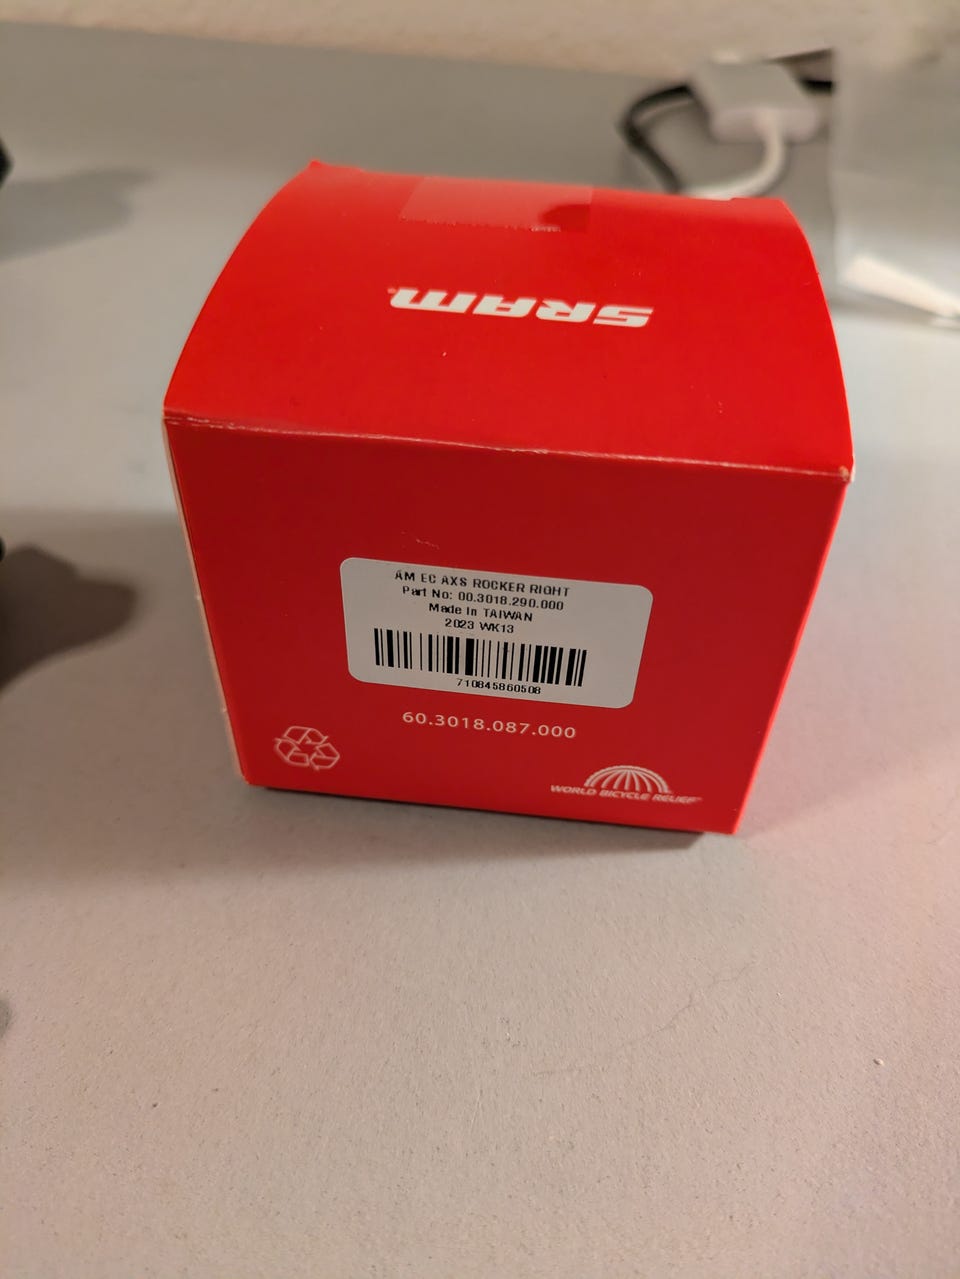 SRAM
AM EC AXS ROCKER RIGHT
Part No: 00.3018.290.000
Made In TAIWAN
2023 WK13
710845860508
60.3018.087.000
WORLD BICYCLE RELIEF